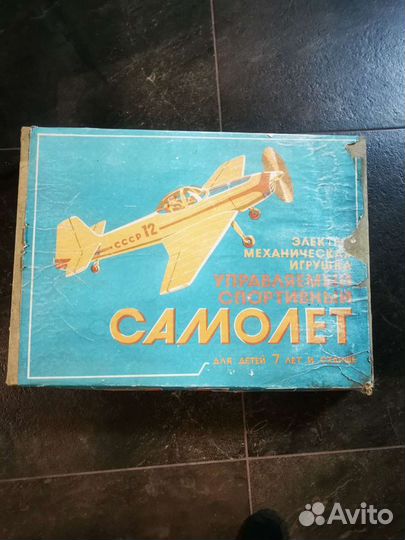 СССР 12
ЭЛЕКТРО
МЕХАНИЧЕСКАЯ
ИГРУШКА
УПРАВЛЯЕМЫЙ
СПОРТИВНЫЙ
САМОЛЕТ
ДЛЯ ДЕТЕЙ 7 ЛЕТ И СТАРШЕ
Avito